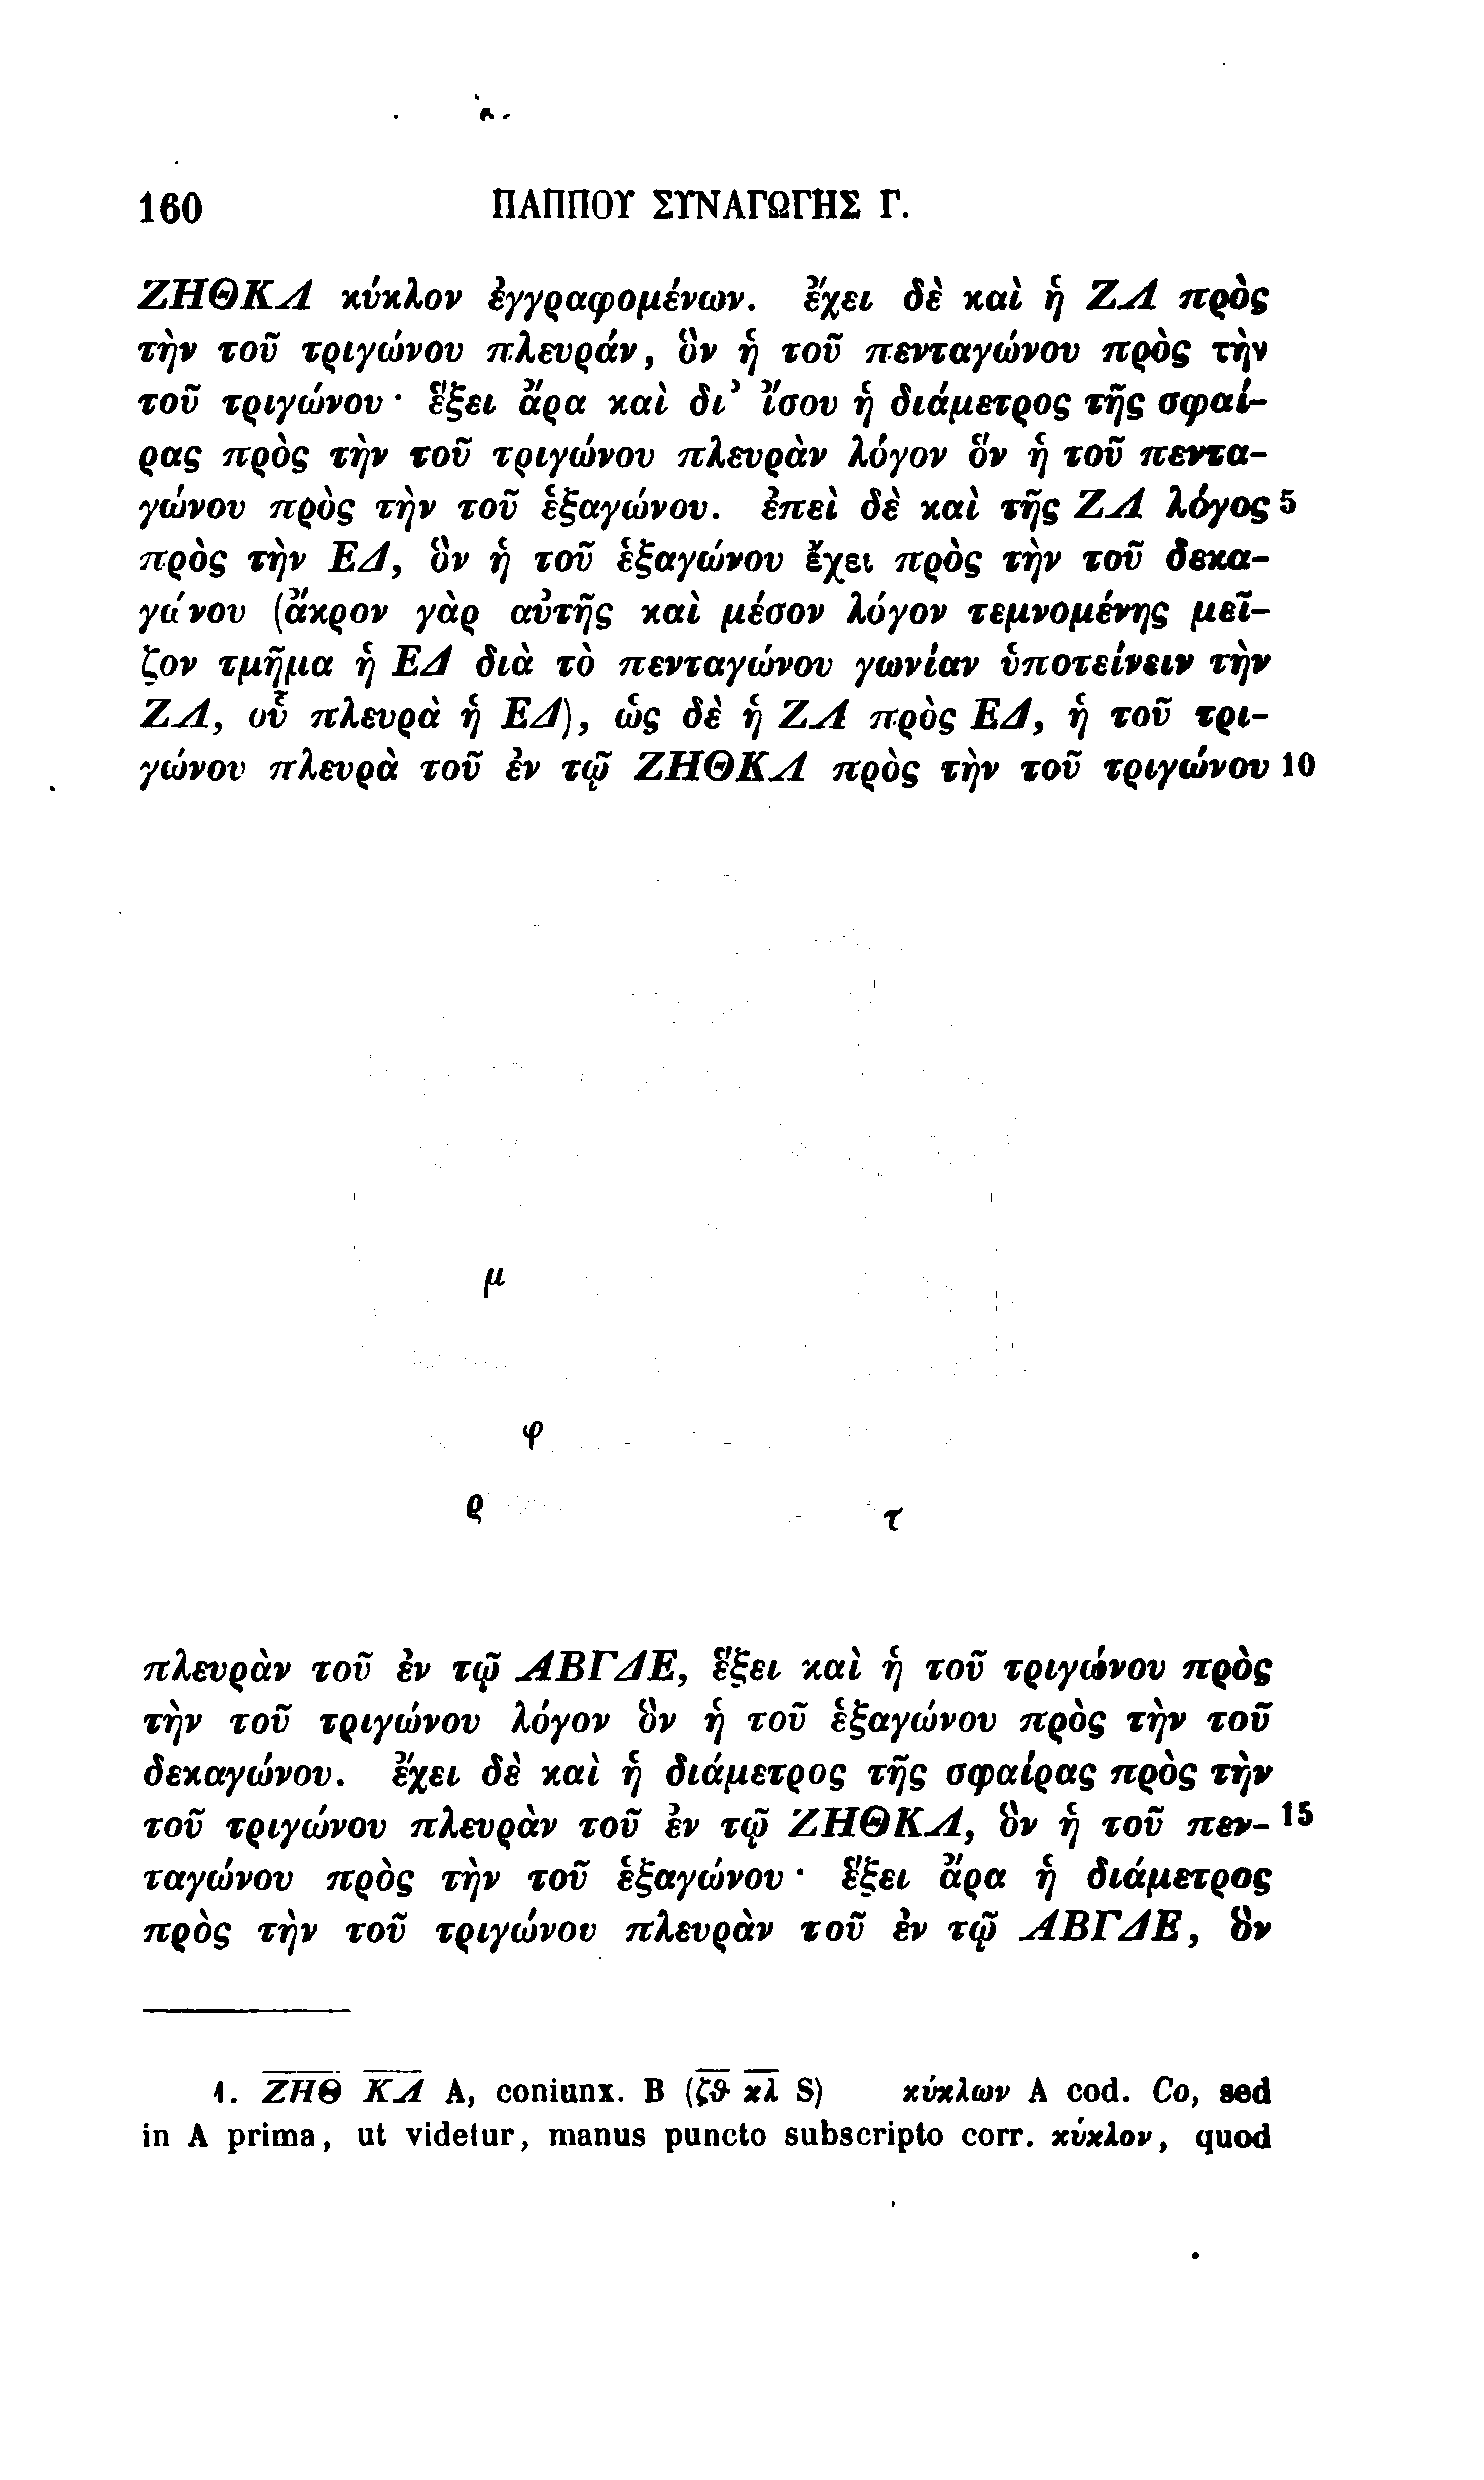 160 ΠΑΠΠΟΥ ΣΥΝΑΓΩΓΗΣ Γ.
ΖΗΘΚΛ κύκλον ἐγγραφομένων. ἔχει δὲ καὶ ἡ ΖΛ πρὸς
τὴν τοῦ τριγώνου πλευράν, ὃν ἡ τοῦ πενταγώνου πρὸς τὴν
τοῦ τριγώνου· ἕξει ἄρα καὶ δι᾽ ἴσου ἡ διάμετρος τῆς σφαί-
ρας πρὸς τὴν τοῦ τριγώνου πλευρὰν λόγον ὃν ἡ τοῦ πεντα-
γώνου πρὸς τὴν τοῦ ἑξαγώνου. ἐπεὶ δὲ καὶ τῆς ΖΛ λόγος 5
πρὸς τὴν ΕΔ, ὃν ἡ τοῦ ἑξαγώνου ἔχει πρὸς τὴν τοῦ δεκα-
γώνου (ἄκρον γὰρ αὐτῆς καὶ μέσον λόγον τεμνομένης μεῖ-
ζον τμῆμα ἡ ΕΔ διὰ τὸ πενταγώνου γωνίαν ὑποτείνειν τὴν
ΖΛ, οὗ πλευρὰ ἡ ΕΔ), ὡς δὲ ἡ ΖΛ πρὸς ΕΔ, ἡ τοῦ τρι-
γώνου πλευρὰ τοῦ ἐν τῷ ΖΗΘΚΛ πρὸς τὴν τοῦ τριγώνου 10
μ
φ
ρ τ
πλευρὰν τοῦ ἐν τῷ ΑΒΓΔΕ, ἕξει καὶ ἡ τοῦ τριγώνου πρὸς
τὴν τοῦ τριγώνου λόγον ὃν ἡ τοῦ ἑξαγώνου πρὸς τὴν τοῦ
δεκαγώνου. ἔχει δὲ καὶ ἡ διάμετρος τῆς σφαίρας πρὸς τὴν
τοῦ τριγώνου πλευρὰν τοῦ ἐν τῷ ΖΗΘΚΛ, ὃν ἡ τοῦ πεν- 15
ταγώνου πρὸς τὴν τοῦ ἑξαγώνου· ἕξει ἄρα ἡ διάμετρος
πρὸς τὴν τοῦ τριγώνου πλευρὰν τοῦ ἐν τῷ ΑΒΓΔΕ, ὃν
1. ΖΗΘ ΚΛ A, coniunx. B (ζθ κλ S) κύκλων A cod. Co, sed
in A prima, ut videtur, manus puncto subscripto corr. κύκλον, quod